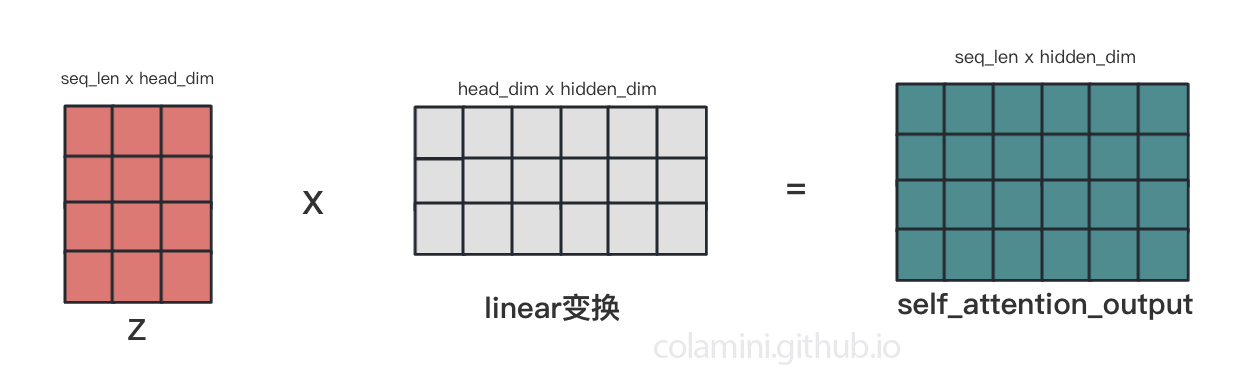 seq_len x head_dim
z
x
head_dim x hidden_dim
linear变换
=
seq_len x hidden_dim
self_attention_output
colamini.github.io